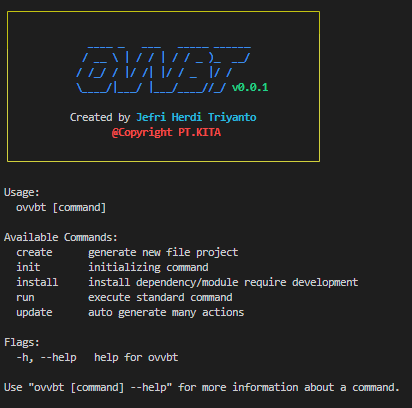 v0.0.1
Created by Jefri Herdi Triyanto
@Copyright PT.KITA
Usage:
ovvbt [command]
Available Commands:
create generate new file project
init initializing command
install install dependency/module require development
run execute standard command
update auto generate many actions
Flags:
-h, --help help for ovvbt
Use "ovvbt [command] --help" for more information about a command.